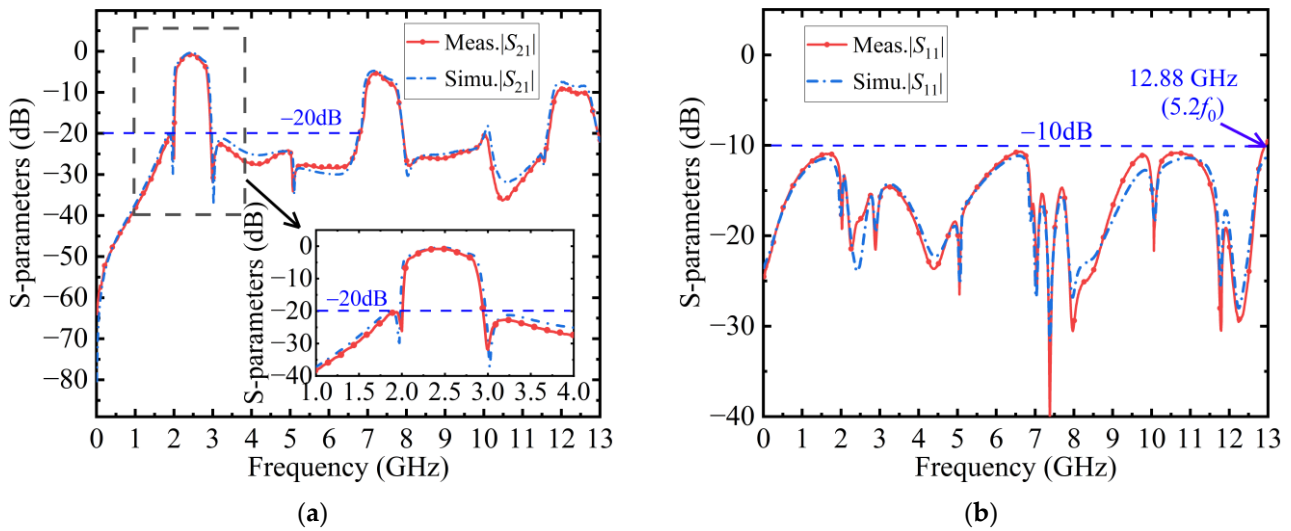 Meas.|S21|
Simu.|S21|
−20dB
S-parameters (dB)
0
−10
−20
−30
−40
−50
−60
−70
−80
0 1 2 3 4 5 6 7 8 9 10 11 12 13
Frequency (GHz)
−20dB
S-parameters (dB)
0
−10
−20
−30
−40
1.0 1.5 2.0 2.5 3.0 3.5 4.0
(a)
Meas.|S11|
Simu.|S11|
12.88 GHz
(5.2f0)
−10dB
S-parameters (dB)
0
−10
−20
−30
−40
0 1 2 3 4 5 6 7 8 9 10 11 12 13
Frequency (GHz)
(b)